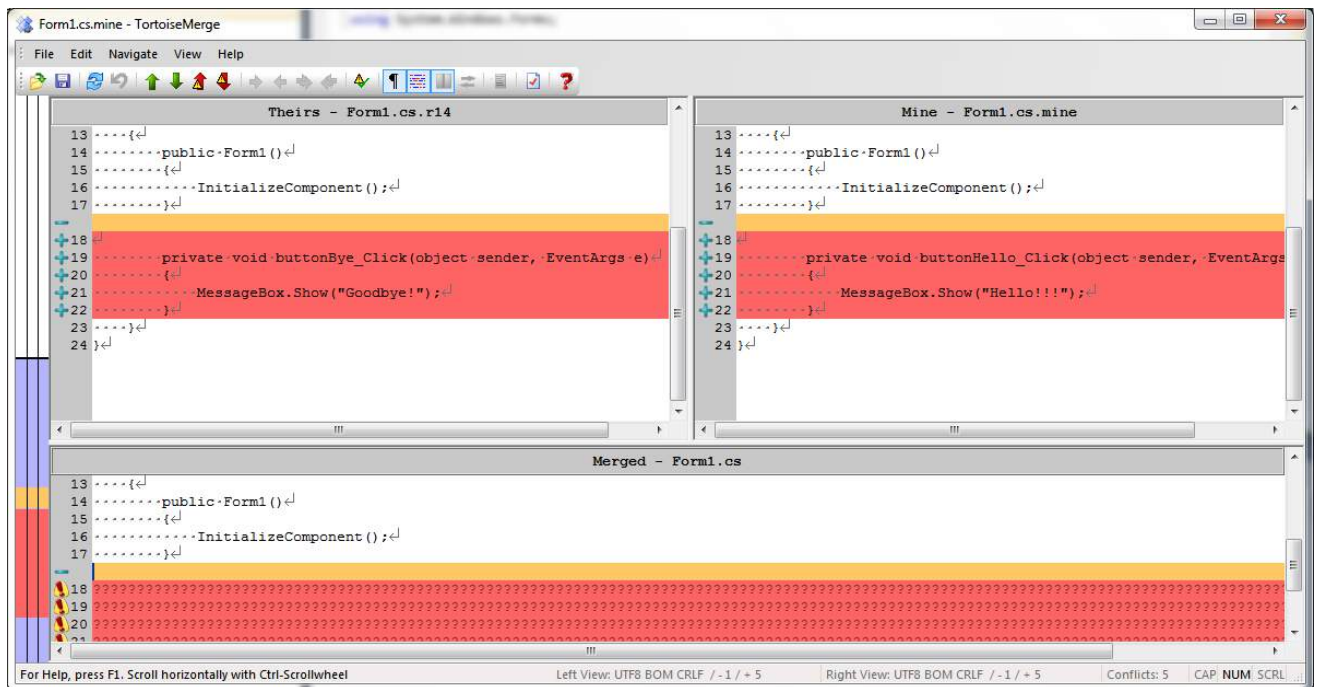 Form1.cs.mine - TortoiseMerge
File Edit Navigate View Help
Theirs - Form1.cs.r14
13 ····{↵
14 ········public·Form1()↵
15 ········{↵
16 ············InitializeComponent();↵
17 ········}↵
18 ↵
19 ········private·void·buttonBye_Click(object·sender,·EventArgs·e)↵
20 ········{↵
21 ············MessageBox.Show("Goodbye!");↵
22 ········}↵
23 ····}↵
24 }↵
Mine - Form1.cs.mine
13 ····{↵
14 ········public·Form1()↵
15 ········{↵
16 ············InitializeComponent();↵
17 ········}↵
18 ↵
19 ········private·void·buttonHello_Click(object·sender,·EventArgs
20 ········{↵
21 ············MessageBox.Show("Hello!!!");↵
22 ········}↵
23 ····}↵
24 }↵
Merged - Form1.cs
13 ····{↵
14 ········public·Form1()↵
15 ········{↵
16 ············InitializeComponent();↵
17 ········}↵
18
19
20
21
For Help, press F1. Scroll horizontally with Ctrl-Scrollwheel Left View: UTF8 BOM CRLF / - 1 / + 5 Right View: UTF8 BOM CRLF / - 1 / + 5 Conflicts: 5 CAP NUM SCRL